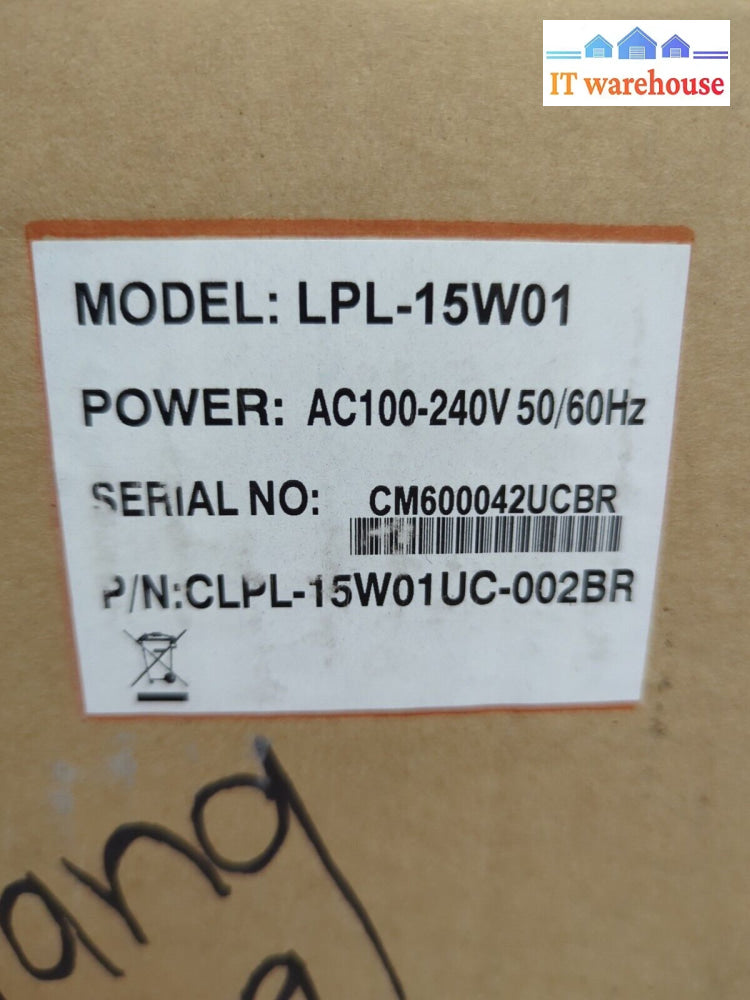 IT warehouse
MODEL: LPL-15W01
POWER: AC100-240V 50/60Hz
SERIAL NO: CM600042UCBR
P/N:CLPL-15W01UC-002BR